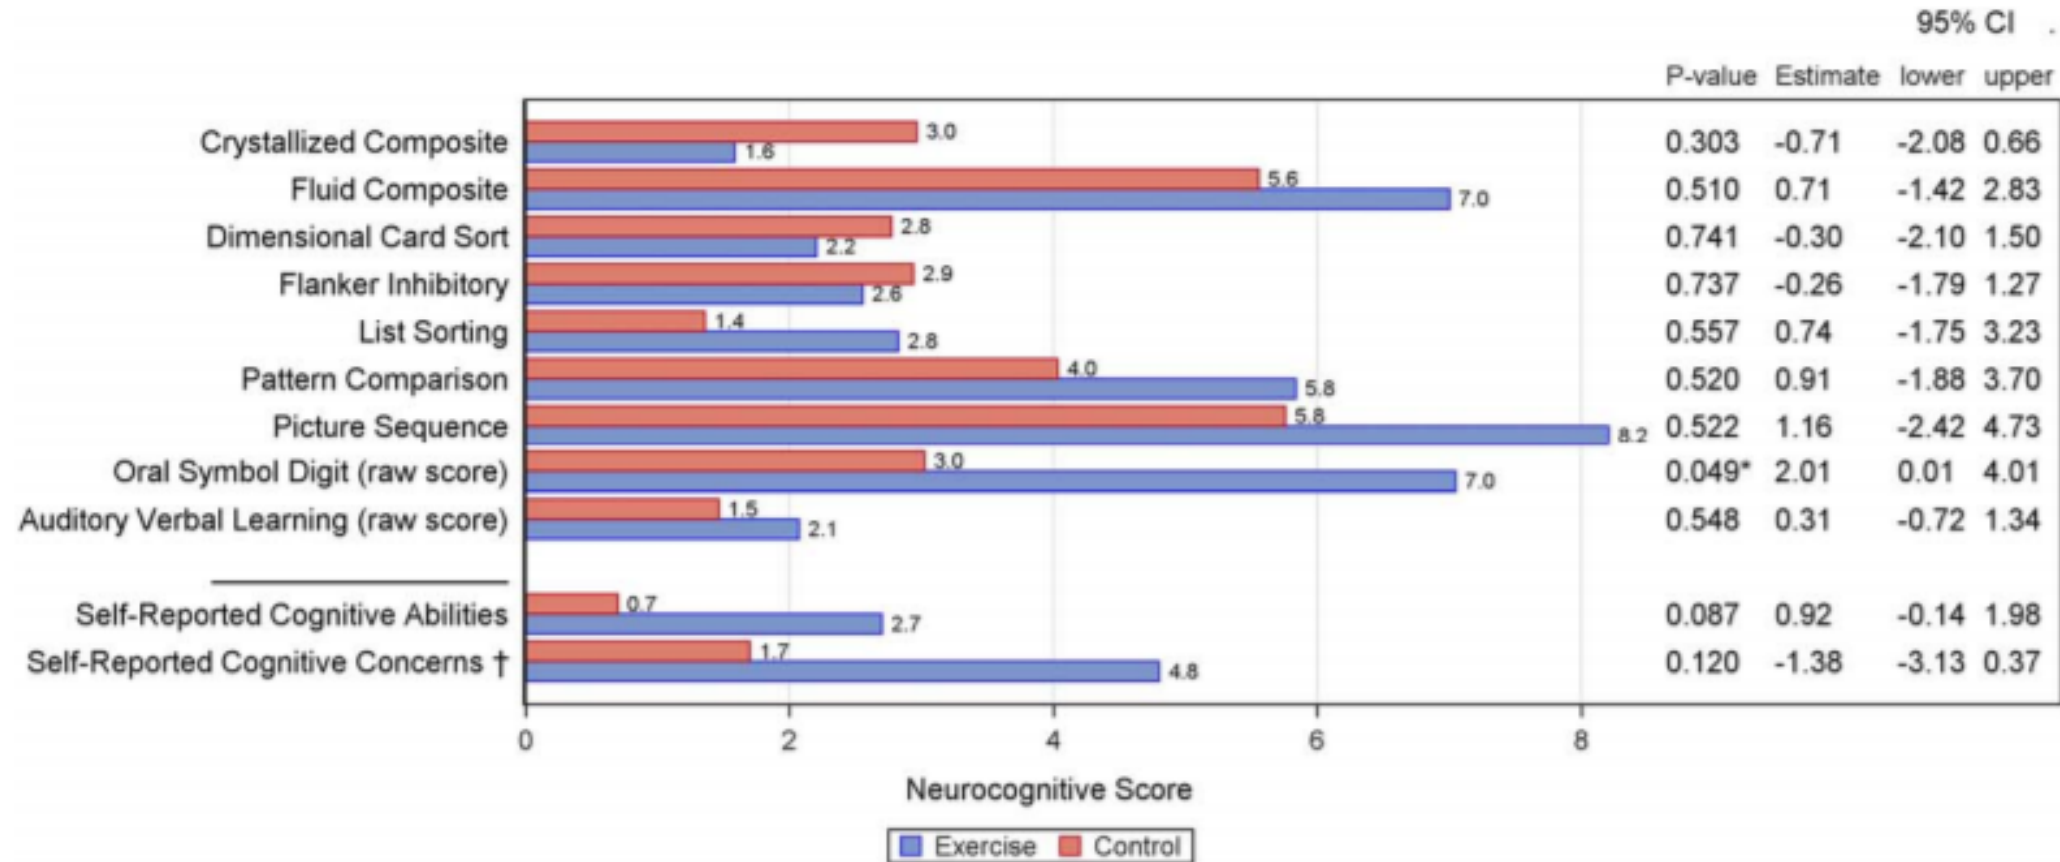 95% CI .
P-value Estimate lower upper
Crystallized Composite 3.0 1.6 0.303 -0.71 -2.08 0.66
Fluid Composite 5.6 7.0 0.510 0.71 -1.42 2.83
Dimensional Card Sort 2.8 2.2 0.741 -0.30 -2.10 1.50
Flanker Inhibitory 2.9 2.6 0.737 -0.26 -1.79 1.27
List Sorting 1.4 2.8 0.557 0.74 -1.75 3.23
Pattern Comparison 4.0 5.8 0.520 0.91 -1.88 3.70
Picture Sequence 5.8 8.2 0.522 1.16 -2.42 4.73
Oral Symbol Digit (raw score) 3.0 7.0 0.049* 2.01 0.01 4.01
Auditory Verbal Learning (raw score) 1.5 2.1 0.548 0.31 -0.72 1.34
Self-Reported Cognitive Abilities 0.7 2.7 0.087 0.92 -0.14 1.98
Self-Reported Cognitive Concerns † 1.7 4.8 0.120 -1.38 -3.13 0.37
0 2 4 6 8
Neurocognitive Score
Exercise Control